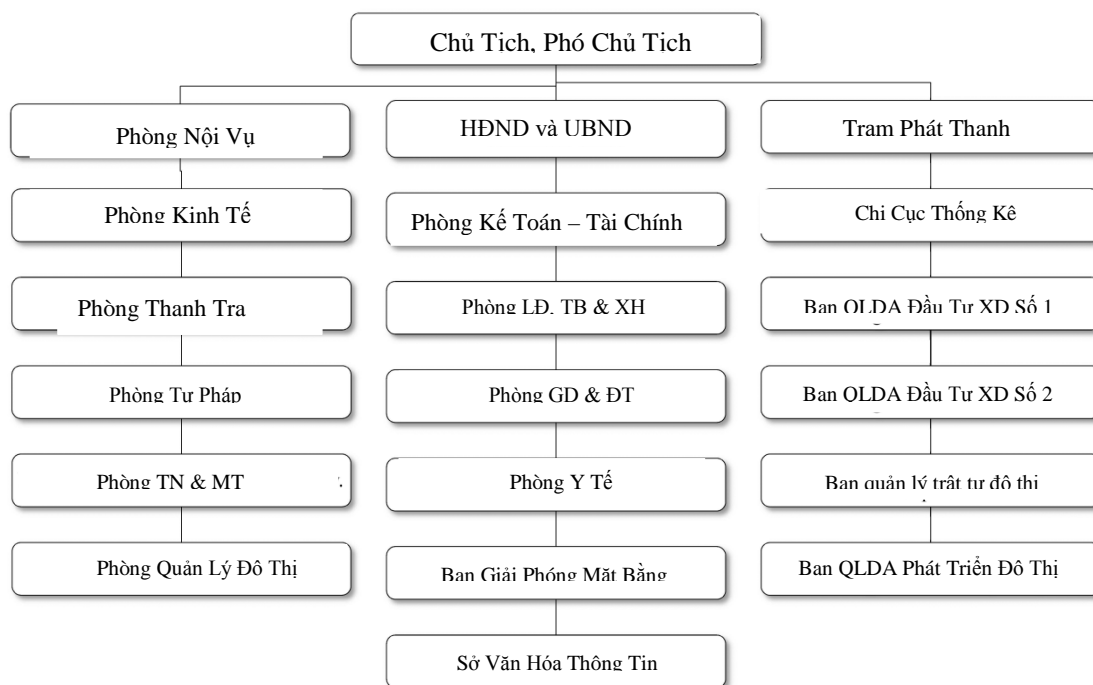 Chủ Tịch, Phó Chủ Tịch
Phòng Nội Vụ
HĐND và UBND
Trạm Phát Thanh
Phòng Kinh Tế
Phòng Kế Toán – Tài Chính
Chi Cục Thống Kê
Phòng Thanh Tra
Phòng LĐ, TB & XH
Ban QLDA Đầu Tư XD Số 1
Phòng Tư Pháp
Phòng GD & ĐT
Ban QLDA Đầu Tư XD Số 2
Phòng TN & MT
Phòng Y Tế
Ban quản lý trật tự đô thị
Phòng Quản Lý Đô Thị
Ban Giải Phóng Mặt Bằng
Ban QLDA Phát Triển Đô Thị
Sở Văn Hóa Thông Tin